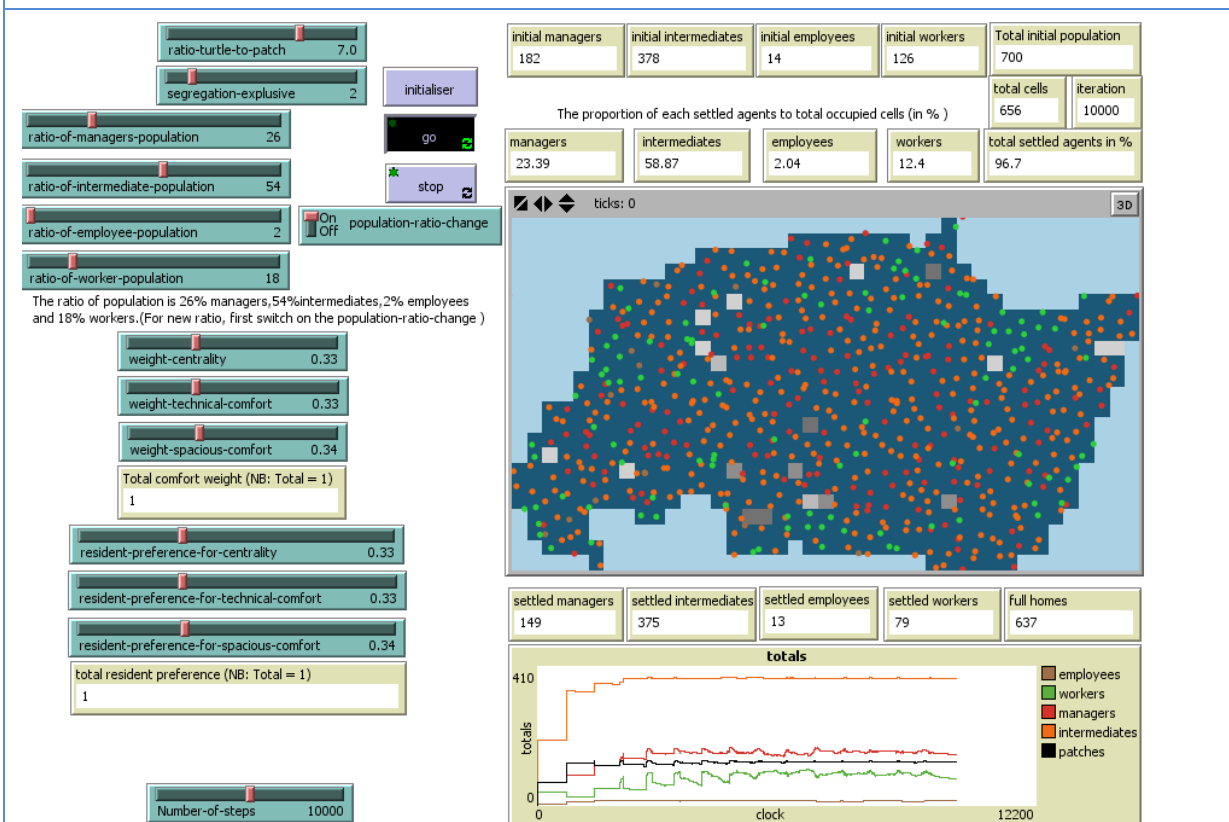 ratio-turtle-to-patch 7.0
segregation-explusive 2
ratio-of-managers-population 26
ratio-of-intermediate-population 54
ratio-of-employee-population 2
ratio-of-worker-population 18
initialiser
go
stop
On
Off
population-ratio-change
The ratio of population is 26% managers,54%intermediates,2% employees
and 18% workers.(For new ratio, first switch on the population-ratio-change )
weight-centrality 0.33
weight-technical-comfort 0.33
weight-spacious-comfort 0.34
Total comfort weight (NB: Total = 1)
1
resident-preference-for-centrality 0.33
resident-preference-for-technical-comfort 0.33
resident-preference-for-spacious-comfort 0.34
total resident preference (NB: Total = 1)
1
Number-of-steps 10000
initial managers
182
initial intermediates
378
initial employees
14
initial workers
126
Total initial population
700
total cells
656
iteration
10000
The proportion of each settled agents to total occupied cells (in % )
managers
23.39
intermediates
58.87
employees
2.04
workers
12.4
total settled agents in %
96.7
ticks: 0
3D
settled managers
149
settled intermediates
375
settled employees
13
settled workers
79
full homes
637
totals
410
totals
0
0
clock
12200
employees
workers
managers
intermediates
patches